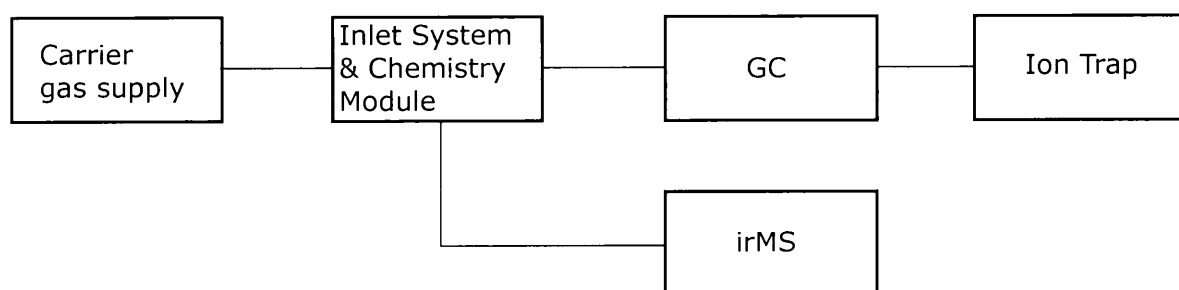 Carrier
gas supply
Inlet System
& Chemistry
Module
GC
Ion Trap
irMS